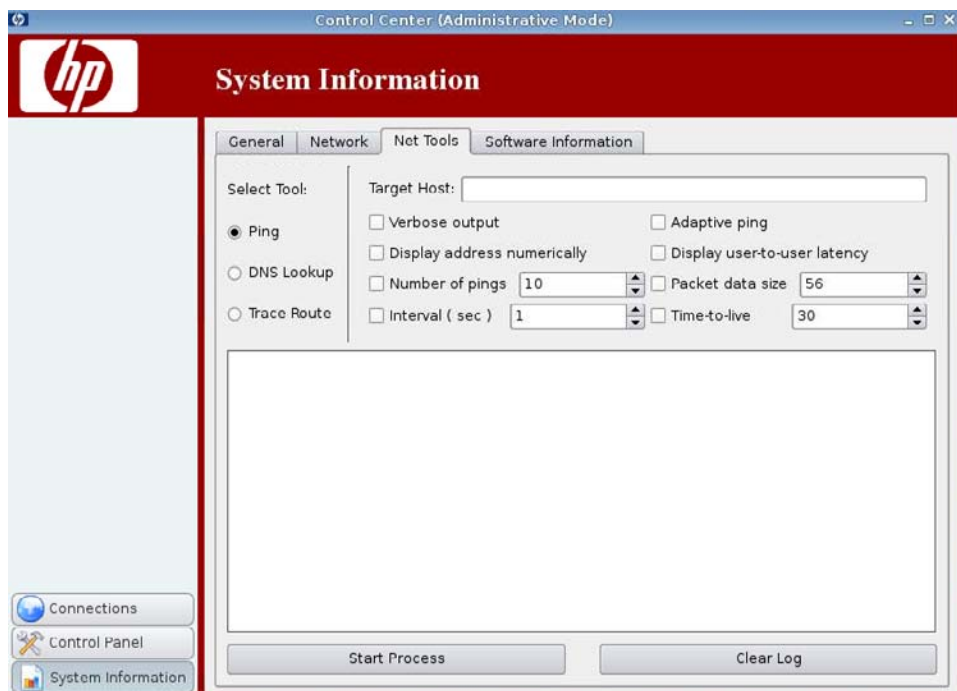 Control Center (Administrative Mode)
hp
System Information
General Network Net Tools Software Information
Select Tool:
Ping
DNS Lookup
Trace Route
Target Host:
Verbose output
Adaptive ping
Display address numerically
Display user-to-user latency
Number of pings 10
Packet data size 56
Interval ( sec ) 1
Time-to-live 30
Connections
Control Panel
System Information
Start Process
Clear Log